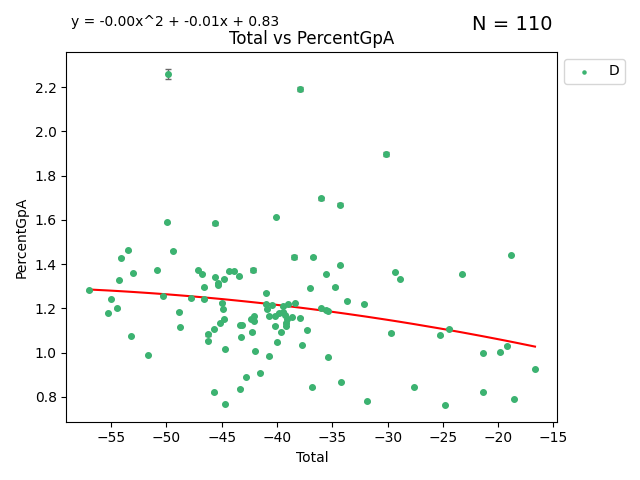 y = -0.00x^2 + -0.01x + 0.83
N = 110
Total vs PercentGpA
D
PercentGpA
2.2
2.0
1.8
1.6
1.4
1.2
1.0
0.8
−55 −50 −45 −40 −35 −30 −25 −20 −15
Total